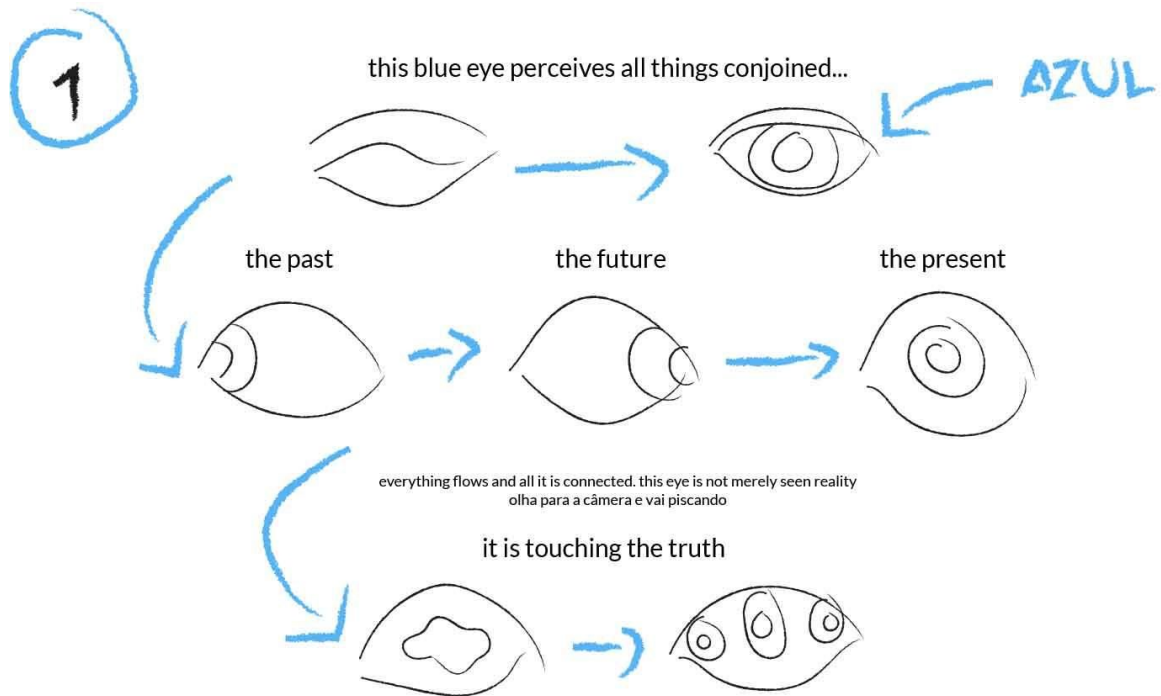 1
this blue eye perceives all things conjoined...
AZUL
the past
the future
the present
everything flows and all it is connected. this eye is not merely seen reality
olha para a câmera e vai piscando
it is touching the truth